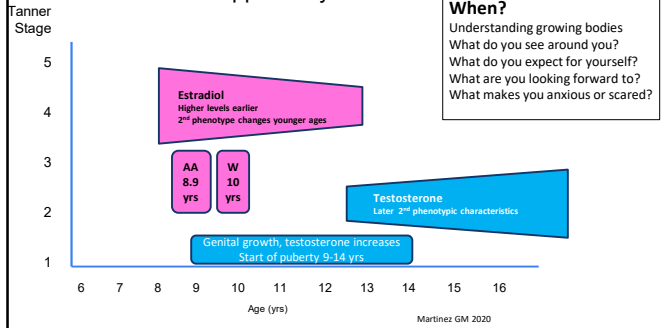 Tanner
Stage
When?
Understanding growing bodies
What do you see around you?
What do you expect for yourself?
What are you looking forward to?
What makes you anxious or scared?
5
4
3
2
1
Estradiol
Higher levels earlier
2nd phenotype changes younger ages
AA
8.9
yrs
W
10
yrs
Testosterone
Later 2nd phenotypic characteristics
Genital growth, testosterone increases
Start of puberty 9-14 yrs
6 7 8 9 10 11 12 13 14 15 16
Age (yrs)
Martinez GM 2020